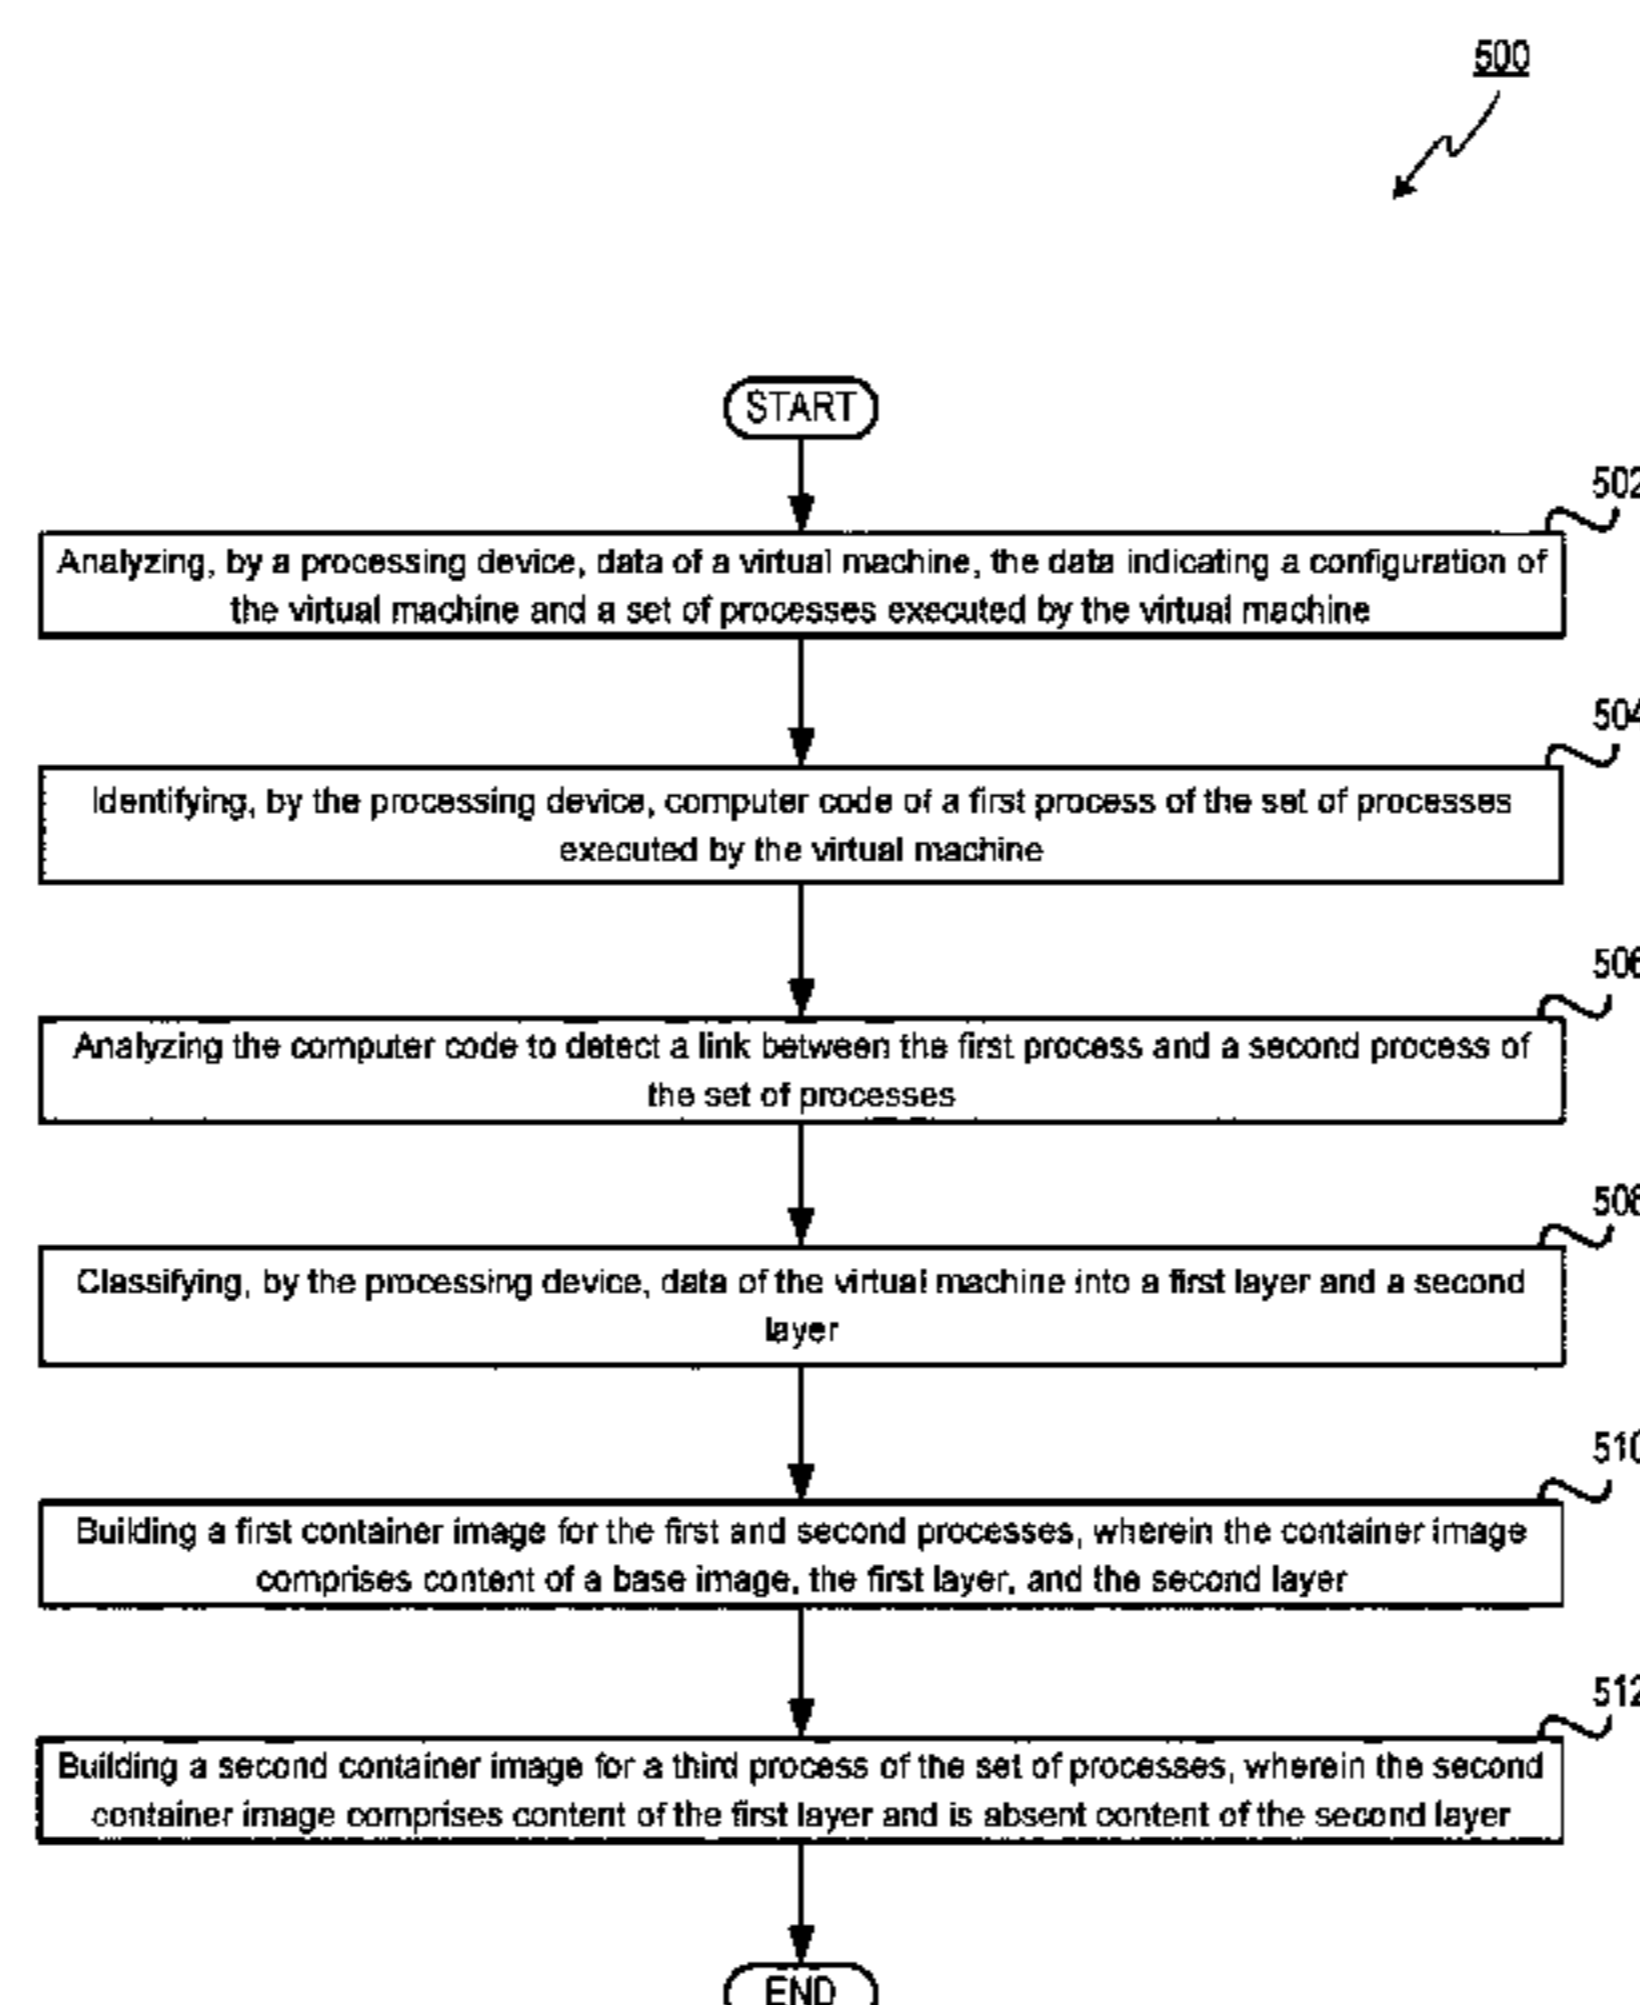 500
START
502
Analyzing, by a processing device, data of a virtual machine, the data indicating a configuration of
the virtual machine and a set of processes executed by the virtual machine
504
Identifying, by the processing device, computer code of a first process of the set of processes
executed by the virtual machine
506
Analyzing the computer code to detect a link between the first process and a second process of
the set of processes
508
Classifying, by the processing device, data of the virtual machine into a first layer and a second
layer
510
Building a first container image for the first and second processes, wherein the container image
comprises content of a base image, the first layer, and the second layer
512
Building a second container image for a third process of the set of processes, wherein the second
container image comprises content of the first layer and is absent content of the second layer
END